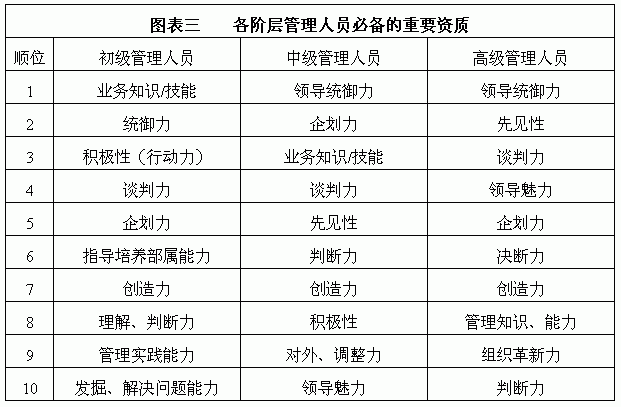 图表三 各阶层管理人员必备的重要资质
顺位 初级管理人员 中级管理人员 高级管理人员
1 业务知识/技能 领导统御力 领导统御力
2 统御力 企划力 先见性
3 积极性（行动力） 业务知识/技能 谈判力
4 谈判力 谈判力 领导魅力
5 企划力 先见性 企划力
6 指导培养部属能力 判断力 决断力
7 创造力 创造力 创造力
8 理解、判断力 积极性 管理知识、能力
9 管理实践能力 对外、调整力 组织革新力
10 发掘、解决问题能力 领导魅力 判断力